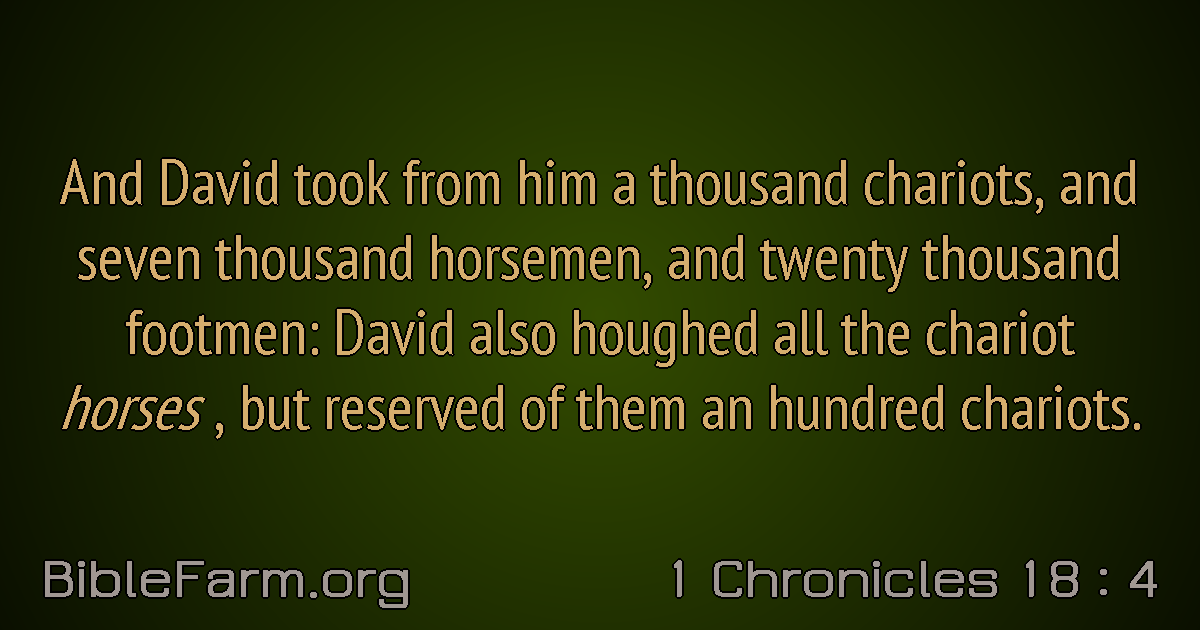 And David took from him a thousand chariots, and
seven thousand horsemen, and twenty thousand
footmen: David also houghed all the chariot
horses , but reserved of them an hundred chariots.
BibleFarm.org
1 Chronicles 18 : 4